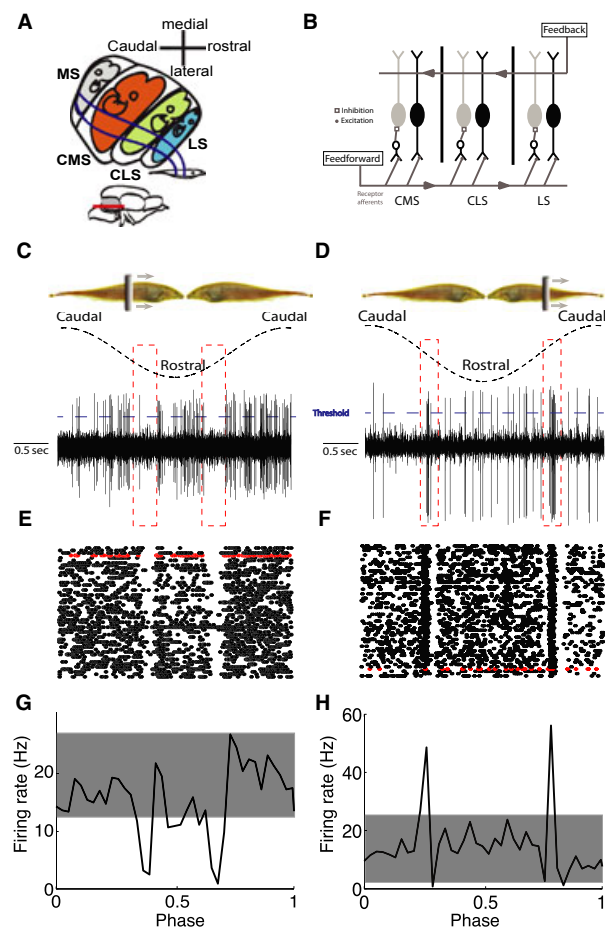 A
medial
Caudal
rostral
lateral
MS
LS
CMS
CLS
B
Feedback
Inhibition
Excitation
Feedforward
Receptor
afferents
CMS
CLS
LS
C
Caudal
Caudal
Rostral
0.5 sec
D
Caudal
Caudal
Rostral
Threshold
0.5 sec
E
F
G
Firing rate (Hz)
20
10
0
0
0.5
1
Phase
H
Firing rate (Hz)
60
40
20
0
0
0.5
1
Phase